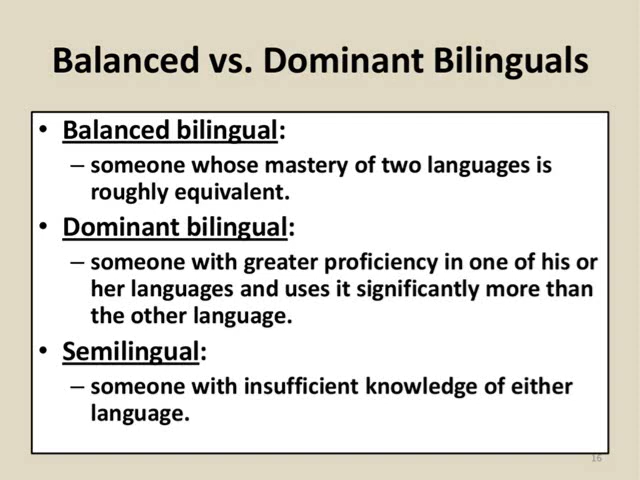 Balanced vs. Dominant Bilinguals
• Balanced bilingual:
– someone whose mastery of two languages is
roughly equivalent.
• Dominant bilingual:
– someone with greater proficiency in one of his or
her languages and uses it significantly more than
the other language.
• Semilingual:
– someone with insufficient knowledge of either
language.
16